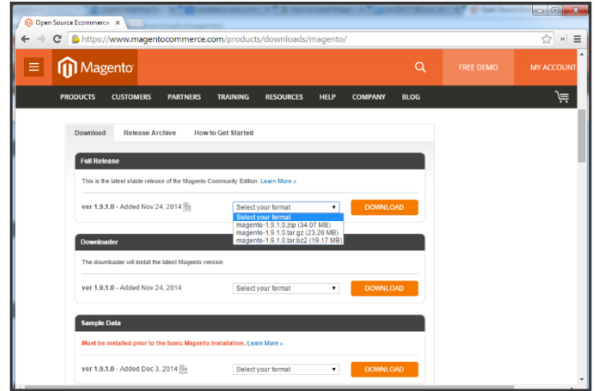 Open Source Ecommerce
https://www.magentocommerce.com/products/downloads/magento/
Magento
FREE DEMO
MY ACCOUNT
PRODUCTS CUSTOMERS PARTNERS TRAINING RESOURCES HELP COMPANY BLOG
Download Release Archive How to Get Started
Full Release
This is the latest stable release of the Magento Community Edition. Learn More »
ver 1.9.1.0 - Added Nov 24, 2014 Select your format DOWNLOAD
Select your format
magento-1.9.1.0.zip (34.07 MB)
magento-1.9.1.0.tar.gz (23.26 MB)
magento-1.9.1.0.tar.bz2 (19.17 MB)
Downloader
The downloader will install the latest Magento version
ver 1.9.1.0 - Added Nov 24, 2014 Select your format DOWNLOAD
Sample Data
Must be installed prior to the basic Magento Installation. Learn More »
ver 1.9.1.0 - Added Dec 3, 2014 Select your format DOWNLOAD